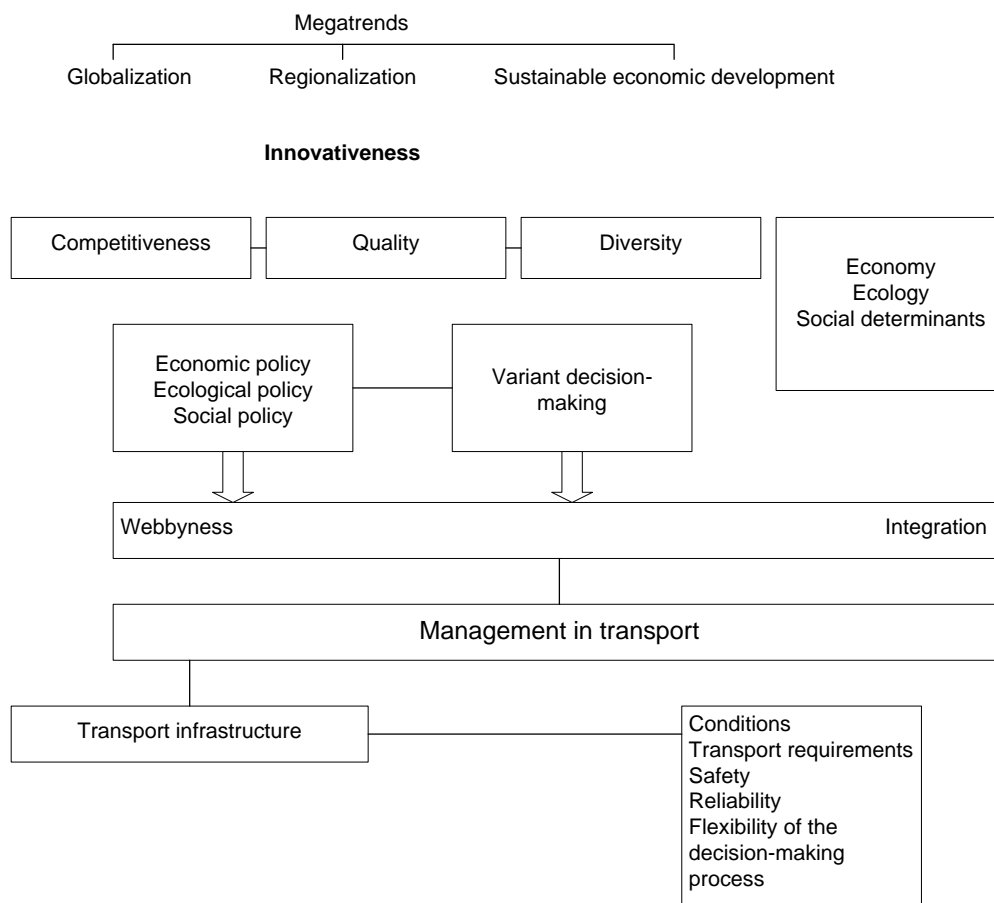 Megatrends
Globalization
Regionalization
Sustainable economic development
Innovativeness
Competitiveness
Quality
Diversity
Economy
Ecology
Social determinants
Economic policy
Ecological policy
Social policy
Variant decision-
making
Webbyness
Integration
Management in transport
Transport infrastructure
Conditions
Transport requirements
Safety
Reliability
Flexibility of the
decision-making
process